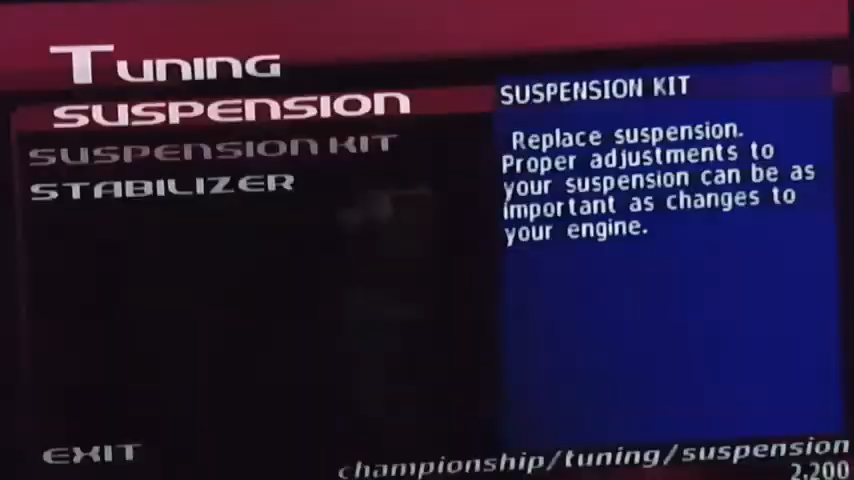 Tuning
SUSPENSION
SUSPENSION KIT
STABILIZER
EXIT
SUSPENSION KIT
Replace suspension.
Proper adjustments to
your suspension can be as
important as changes to
your engine.
championship/tuning/suspension
2,200